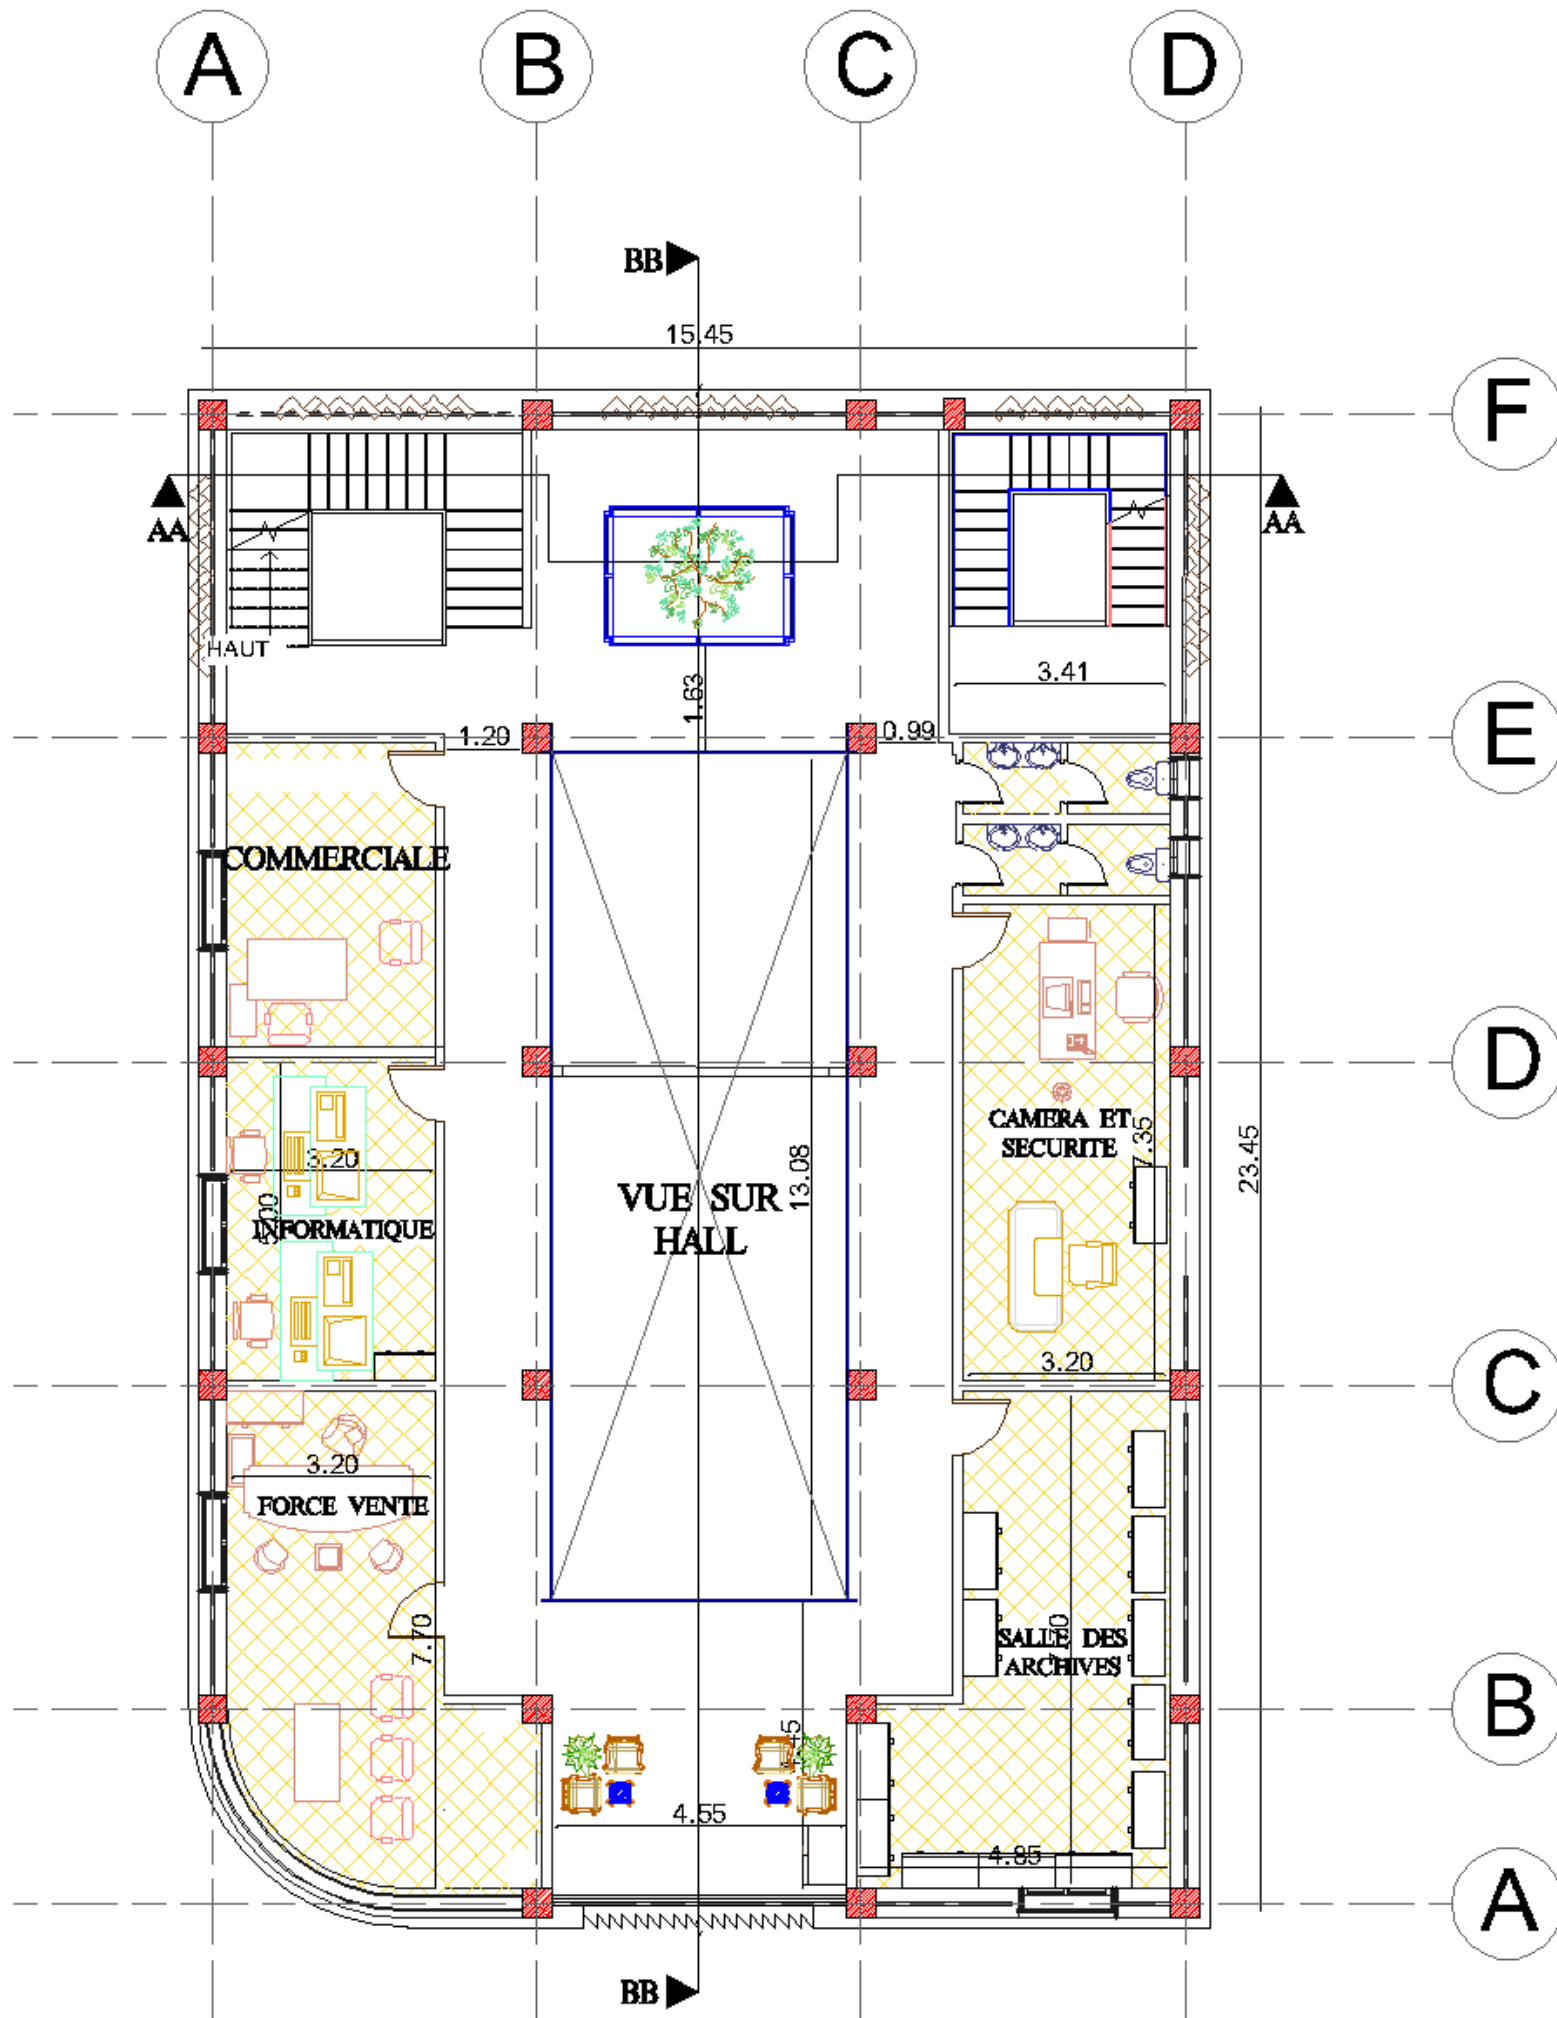 A B C D
BB
15.45
F
AA
AA
HAUT
3.41
1.63
1.20
0.99
E
COMMERCIALE
D
CAMERA ET
SECURITE
7.35
3.20
13.08
23.45
VUE SUR
HALL
INFORMATIQUE
3.20
C
3.20
FORCE VENTE
7.70
SALLE DES
ARCHIVES
B
4.55
4.85
A
BB